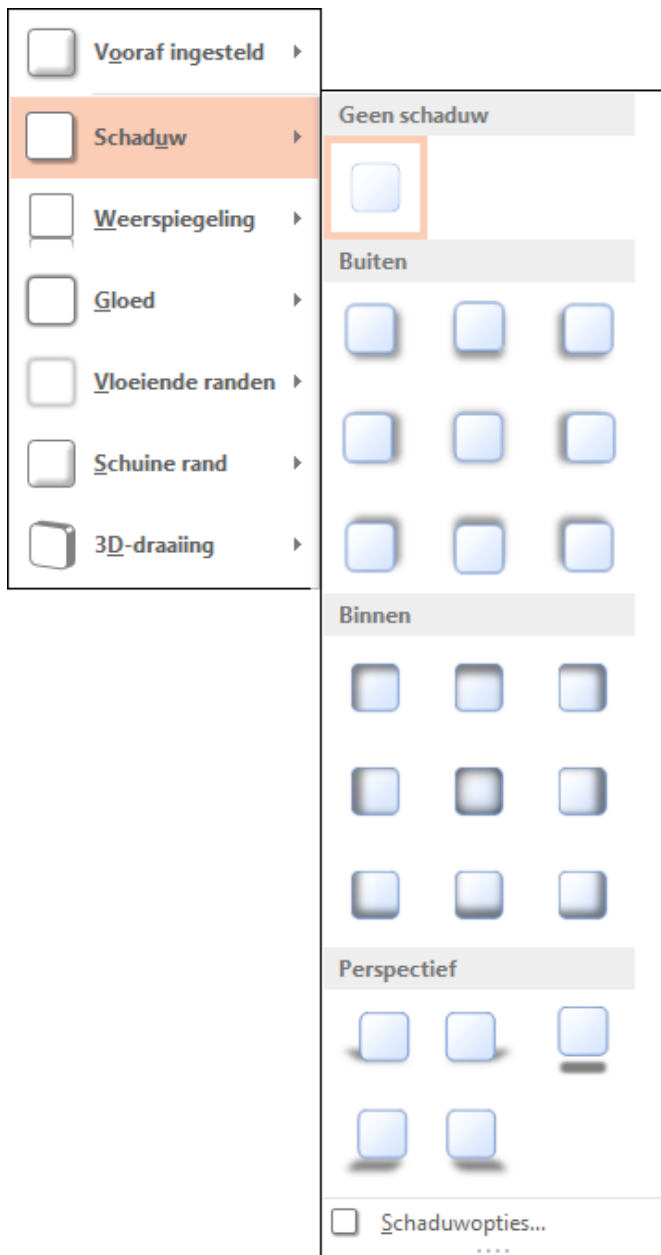 Vooraf ingesteld
Schaduw
Weerspiegeling
Gloed
Vloeiende randen
Schuine rand
3D-draaiing
Geen schaduw
Buiten
Binnen
Perspectief
Schaduwopties...